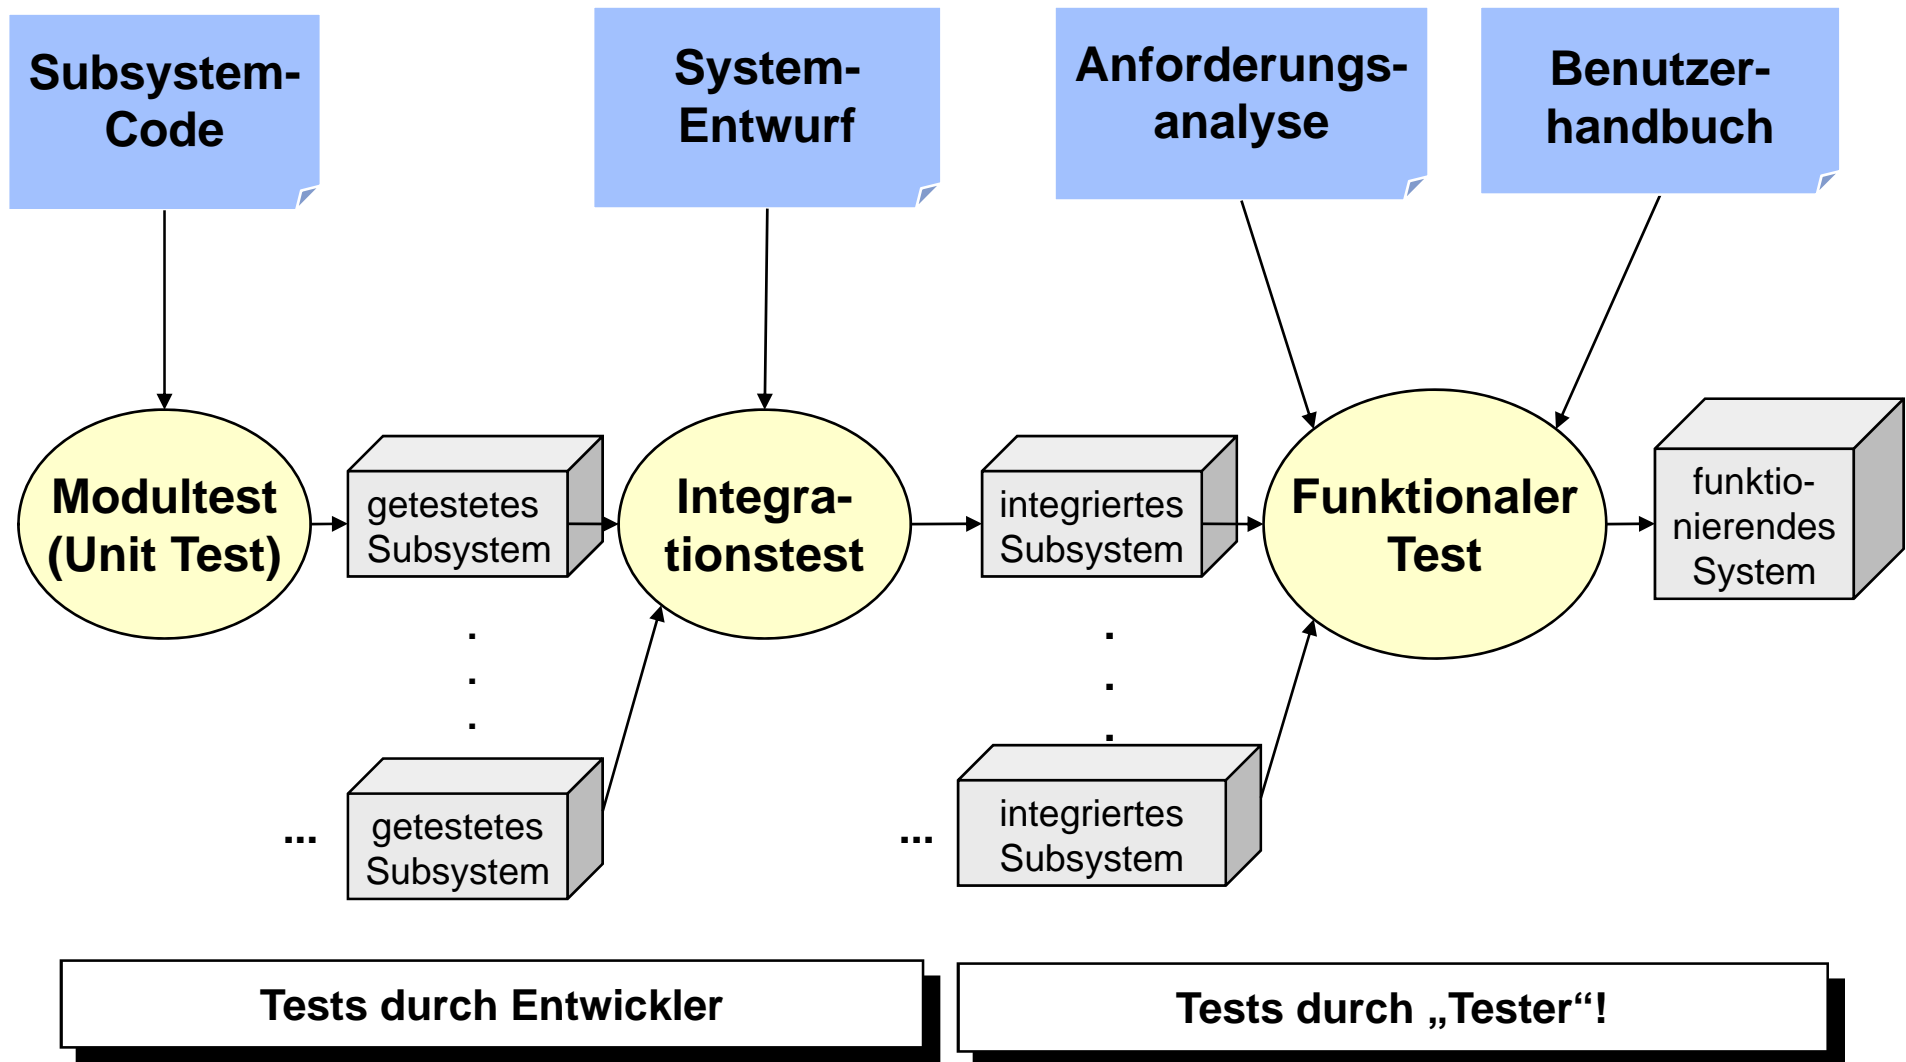 Subsystem-
Code
System-
Entwurf
Anforderungs-
analyse
Benutzer-
handbuch
Modultest
(Unit Test)
getestetes
Subsystem
Integra-
tionstest
integriertes
Subsystem
Funktionaler
Test
funktio-
nierendes
System
.
.
.
.
.
.
...
getestetes
Subsystem
...
integriertes
Subsystem
Tests durch Entwickler
Tests durch „Tester“!